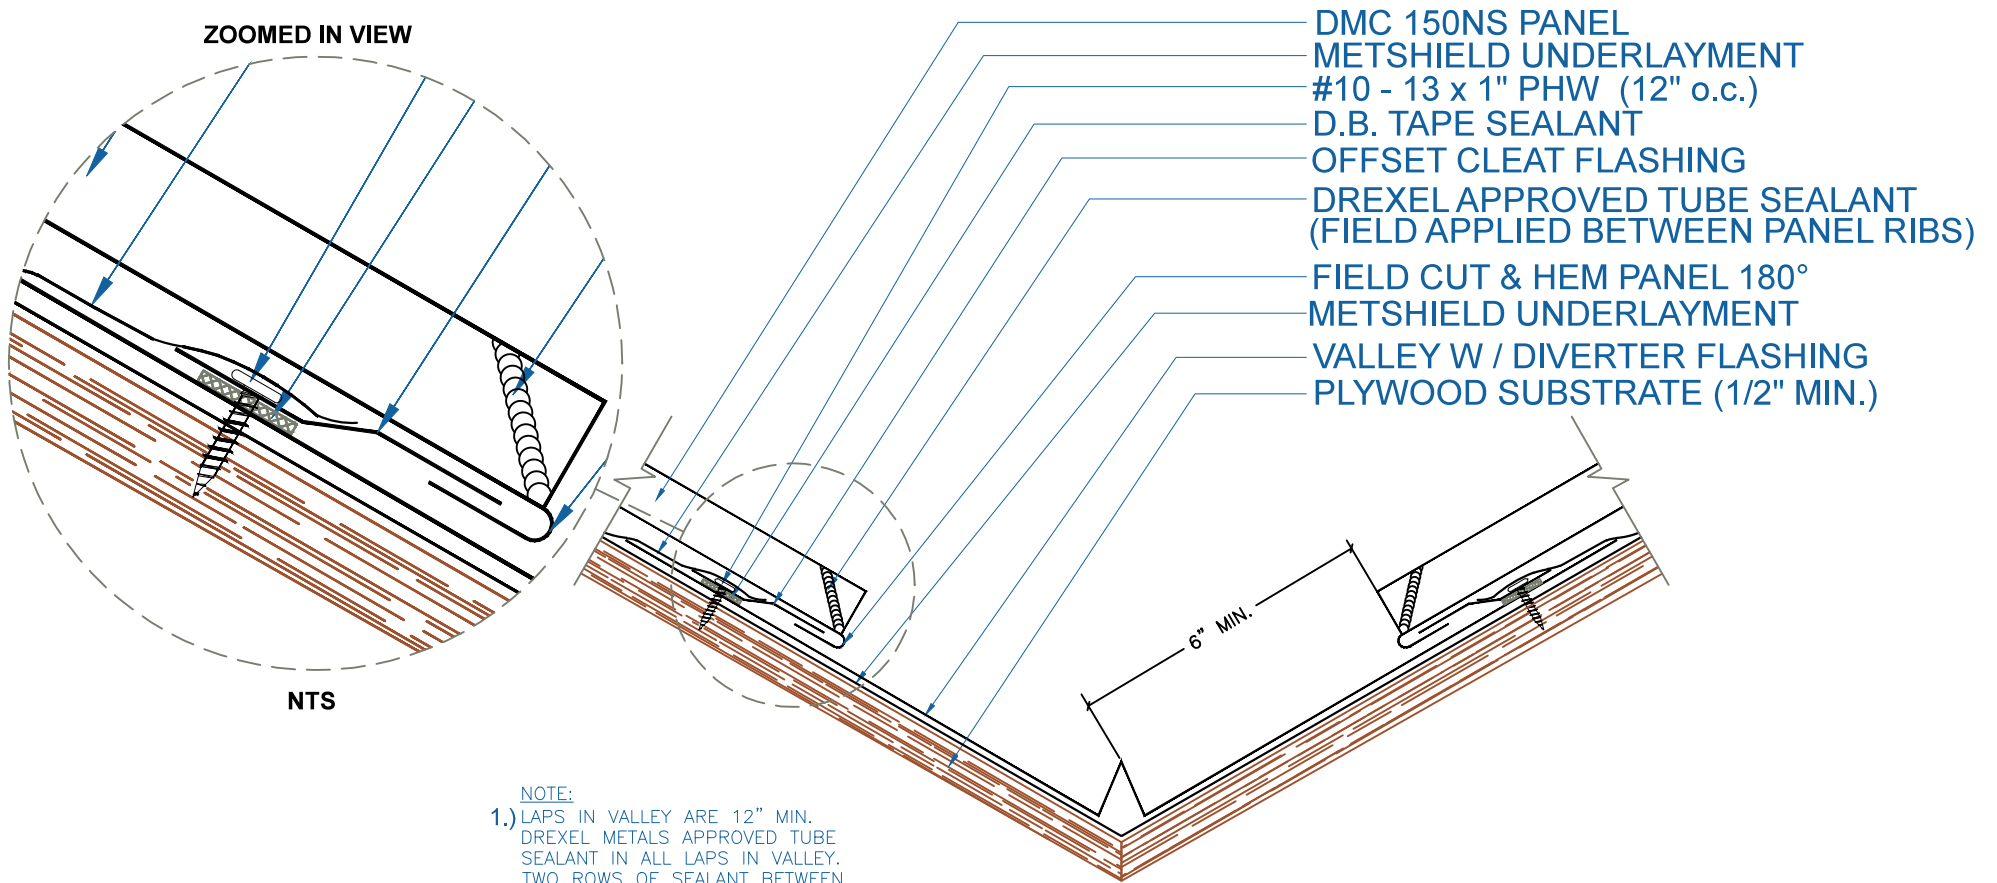 ZOOMED IN VIEW
DMC 150NS PANEL
METSHIELD UNDERLAYMENT
#10 - 13 x 1" PHW (12" o.c.)
D.B. TAPE SEALANT
OFFSET CLEAT FLASHING
DREXEL APPROVED TUBE SEALANT
(FIELD APPLIED BETWEEN PANEL RIBS)
FIELD CUT & HEM PANEL 180°
METSHIELD UNDERLAYMENT
VALLEY W / DIVERTER FLASHING
PLYWOOD SUBSTRATE (1/2" MIN.)
6" MIN.
NTS
NOTE:
1.) LAPS IN VALLEY ARE 12" MIN.
DREXEL METALS APPROVED TUBE
SEALANT IN ALL LAPS IN VALLEY.
TWO ROWS OF SEALANT BETWEEN